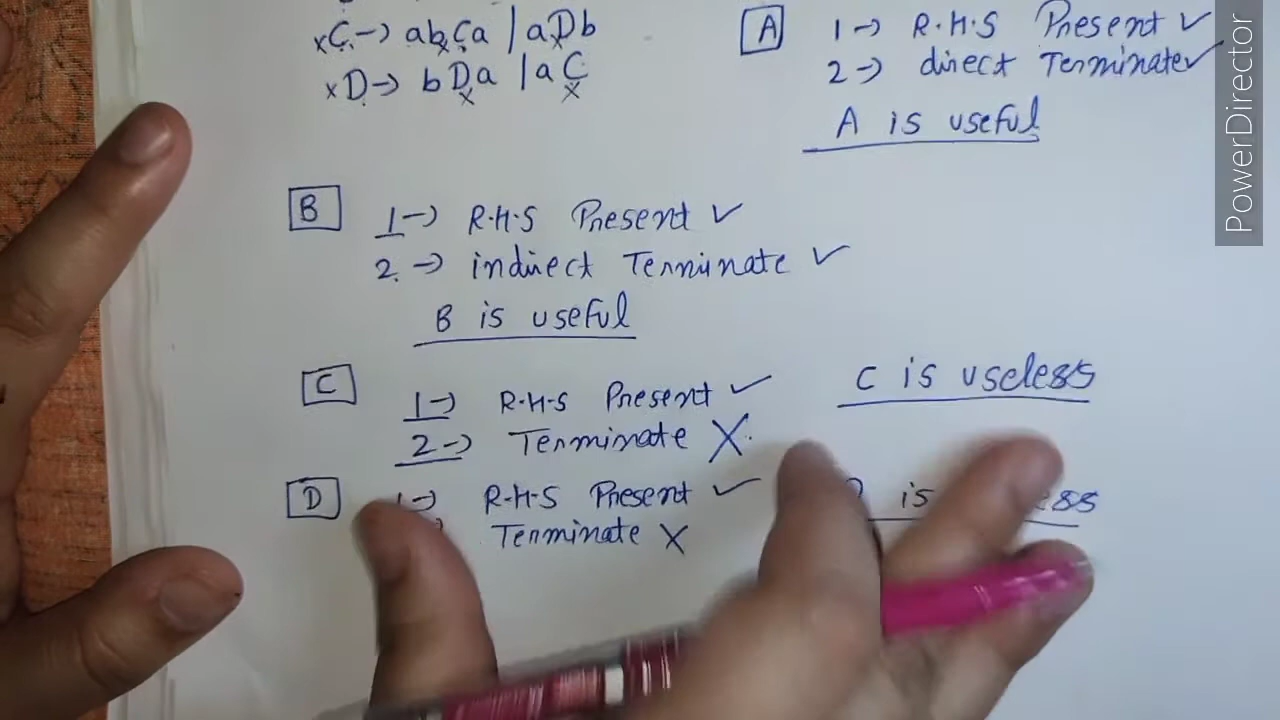 C → abCa | aDb
D → bDa | aC
A 1 → R.H.S Present ✓
2 → direct Terminate ✓
A is useful
B 1 → R.H.S Present ✓
2 → indirect Terminate ✓
B is useful
C 1 → R.H.S Present ✓
2 → Terminate X
C is useless
D 1 → R.H.S Present ✓
Terminate X
is
PowerDirector